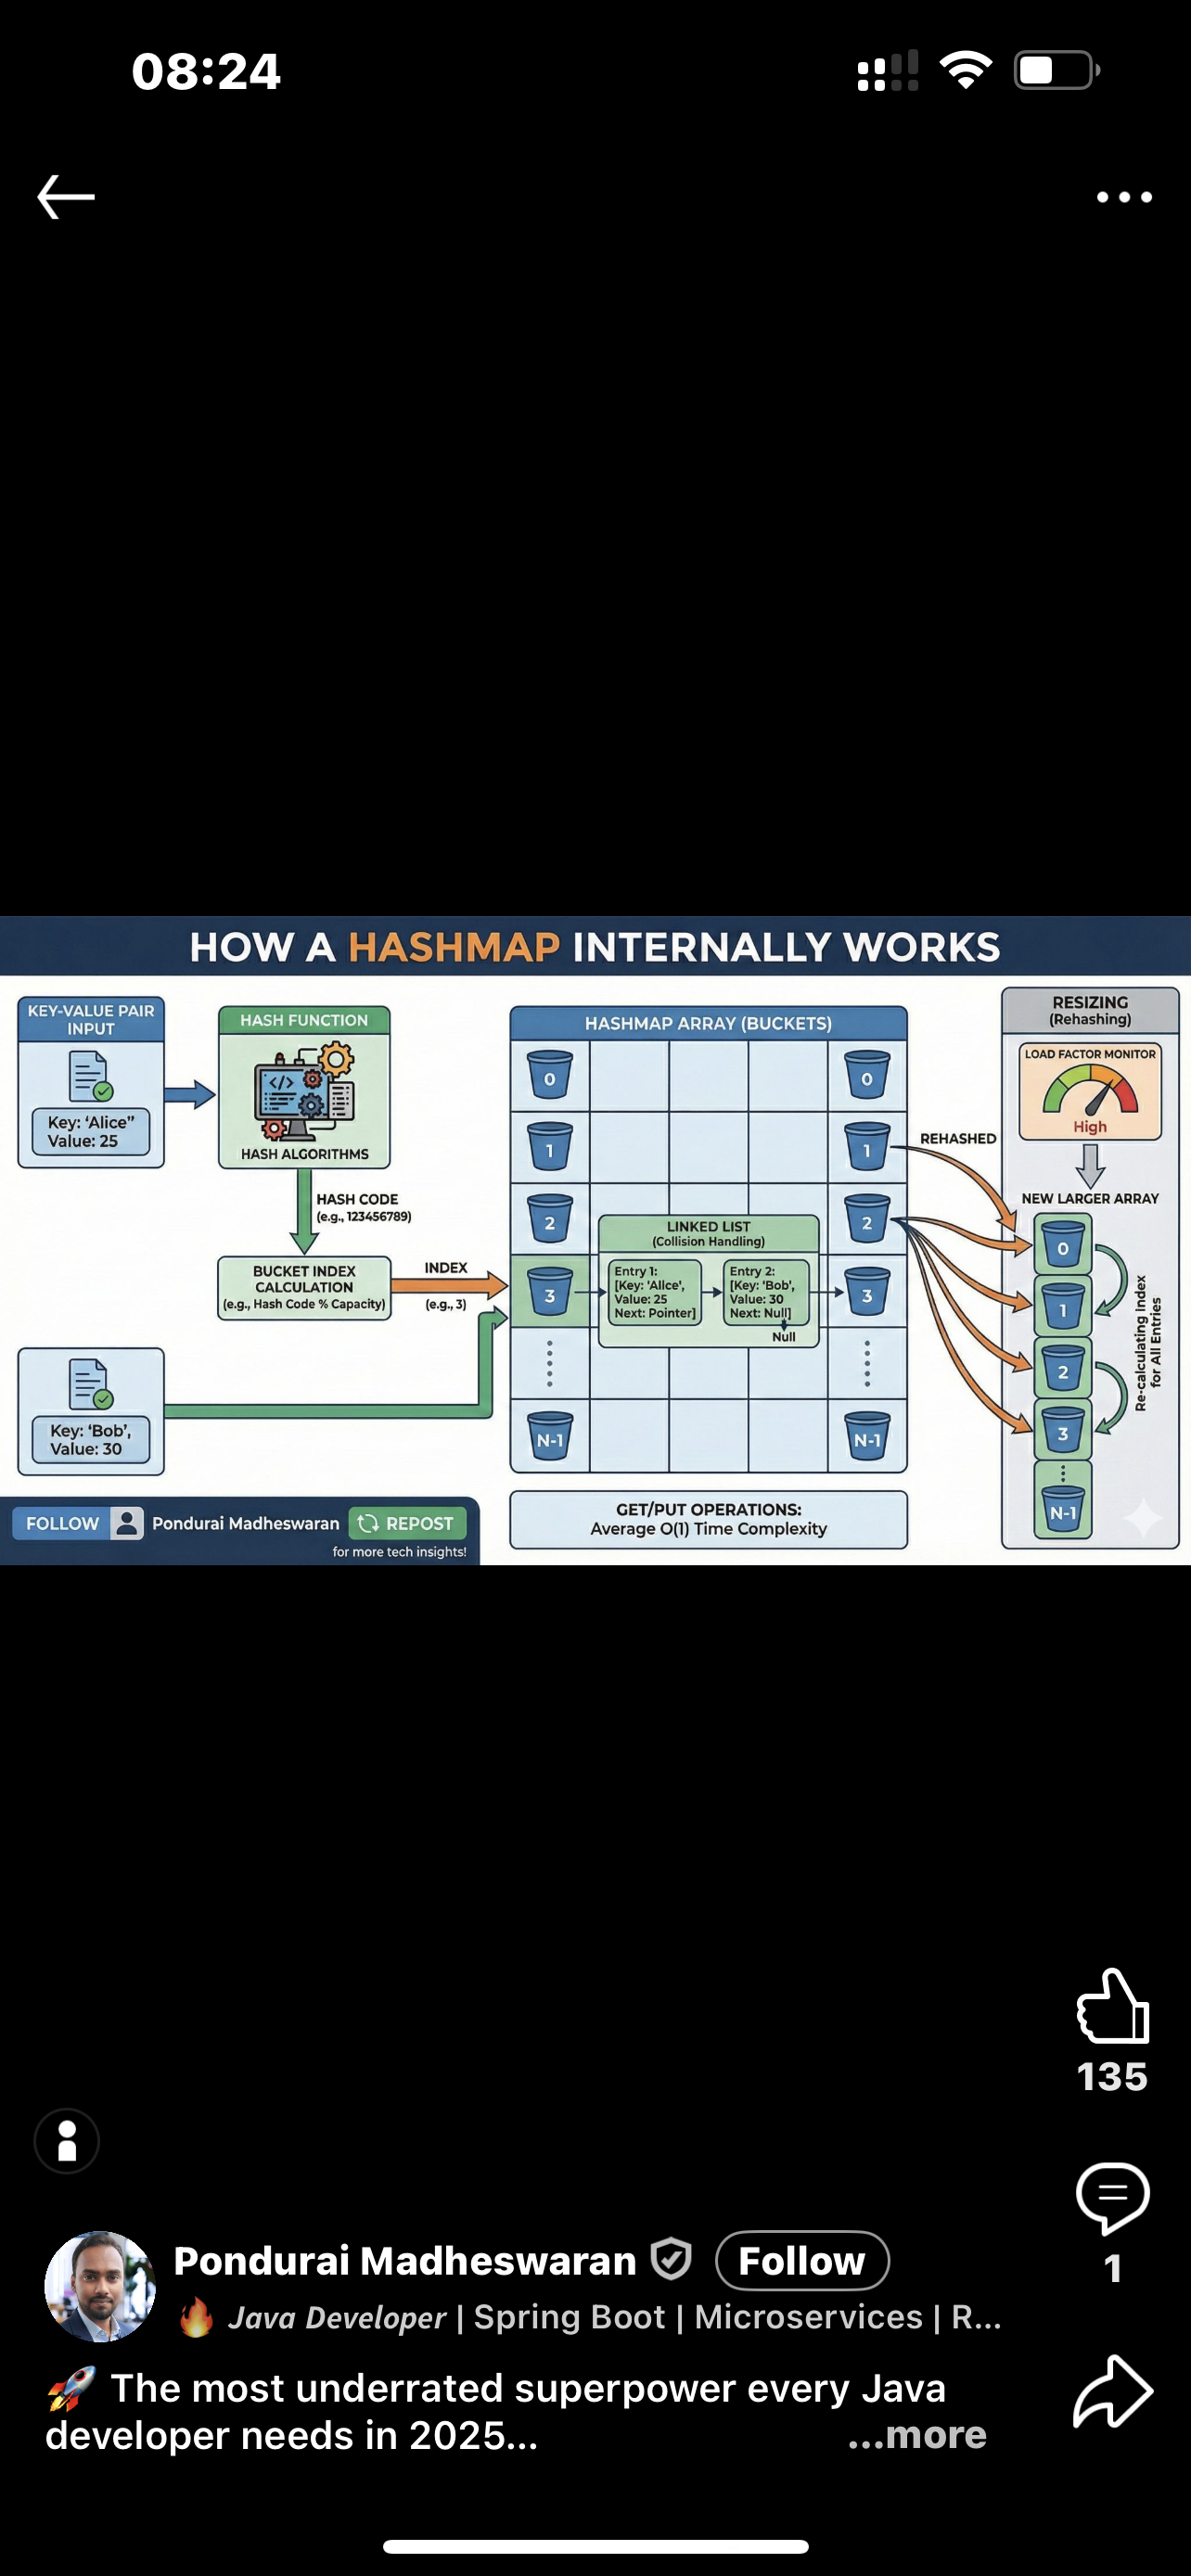 08:24
HOW A HASHMAP INTERNALLY WORKS
KEY-VALUE PAIR
INPUT
Key: ‘Alice”
Value: 25
HASH FUNCTION
HASH ALGORITHMS
HASH CODE
(e.g., 123456789)
BUCKET INDEX
CALCULATION
(e.g., Hash Code % Capacity)
INDEX
(e.g., 3)
Key: ‘Bob’,
Value: 30
HASHMAP ARRAY (BUCKETS)
0
1
2
3
N-1
LINKED LIST
(Collision Handling)
Entry 1:
[Key: ‘Alice’,
Value: 25
Next: Pointer]
Entry 2:
[Key: ‘Bob’,
Value: 30
Next: Null]
Null
0
1
2
3
N-1
GET/PUT OPERATIONS:
Average O(1) Time Complexity
REHASHED
RESIZING
(Rehashing)
LOAD FACTOR MONITOR
High
NEW LARGER ARRAY
0
1
2
3
N-1
Re-calculating Index
for All Entries
FOLLOW Pondurai Madheswaran REPOST
for more tech insights!
135
1
Pondurai Madheswaran Follow
🔥 Java Developer | Spring Boot | Microservices | R...
🚀 The most underrated superpower every Java
developer needs in 2025... ...more